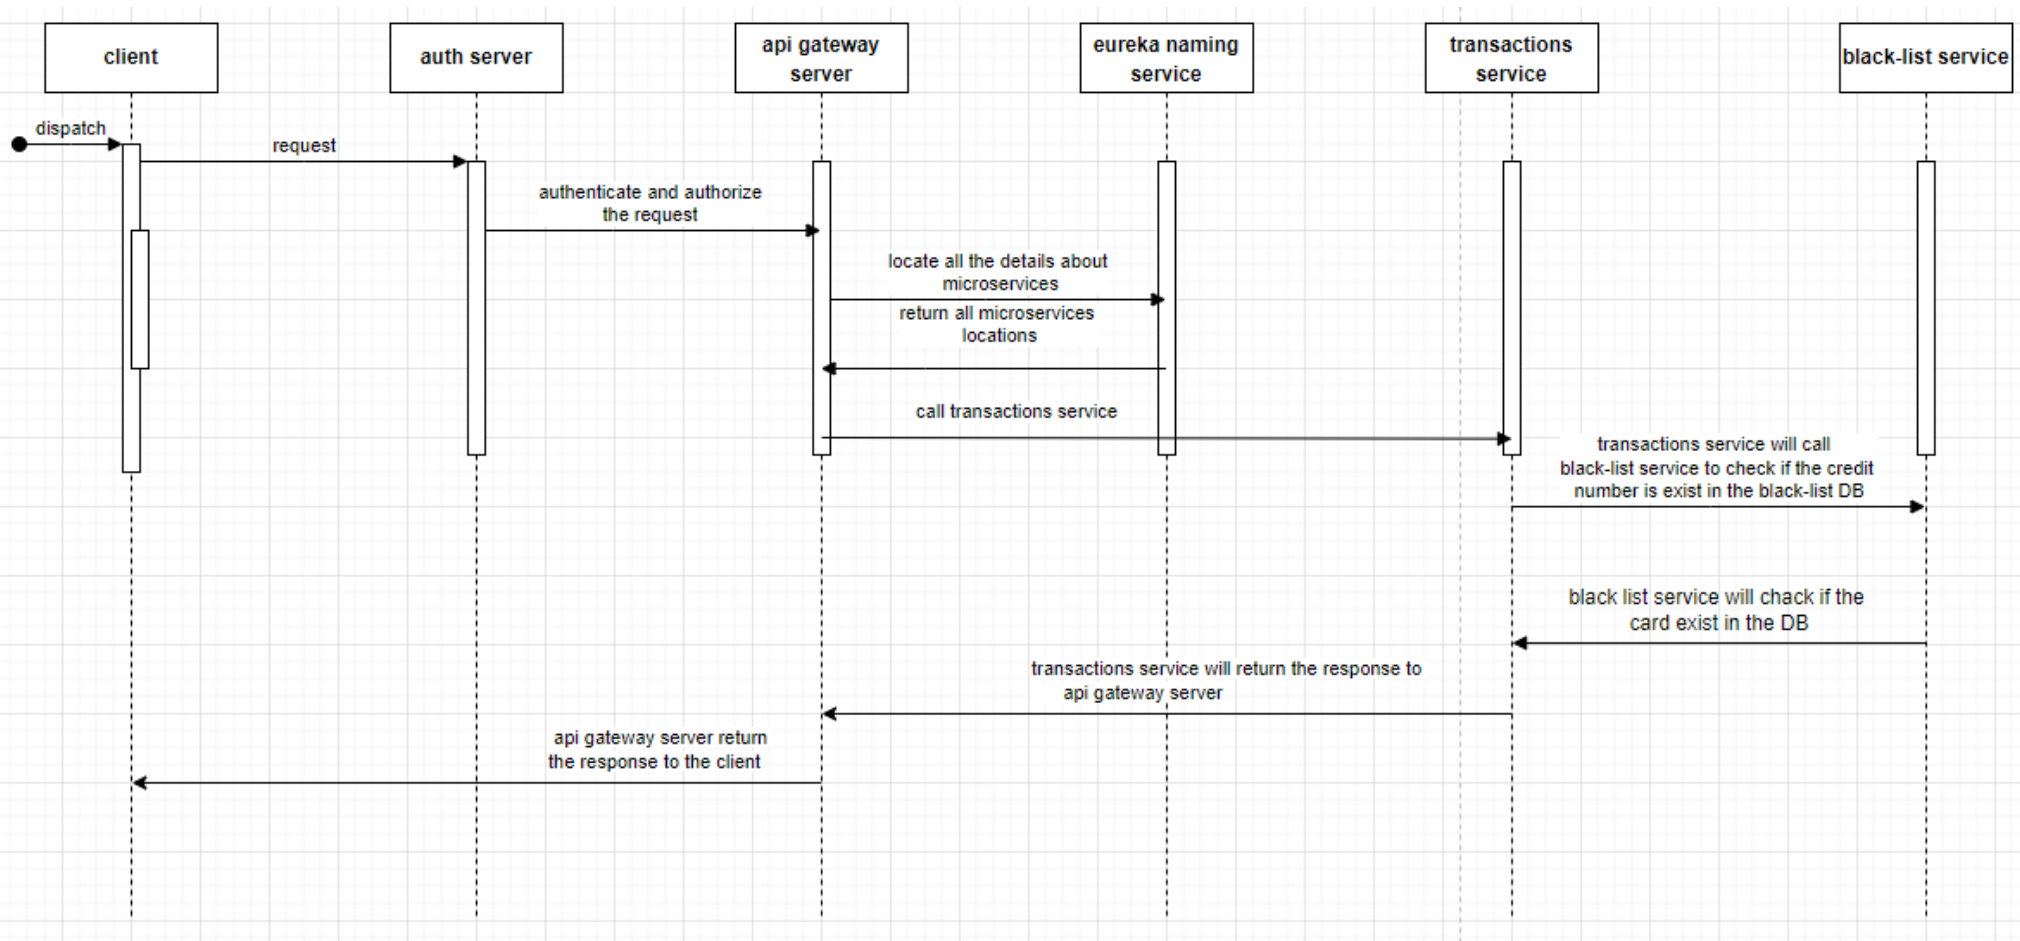 client
auth server
api gateway
server
eureka naming
service
transactions
service
black-list service
dispatch
request
authenticate and authorize
the request
locate all the details about
microservices
return all microservices
locations
call transactions service
transactions service will call
black-list service to check if the credit
number is exist in the black-list DB
black list service will chack if the
card exist in the DB
transactions service will return the response to
api gateway server
api gateway server return
the response to the client